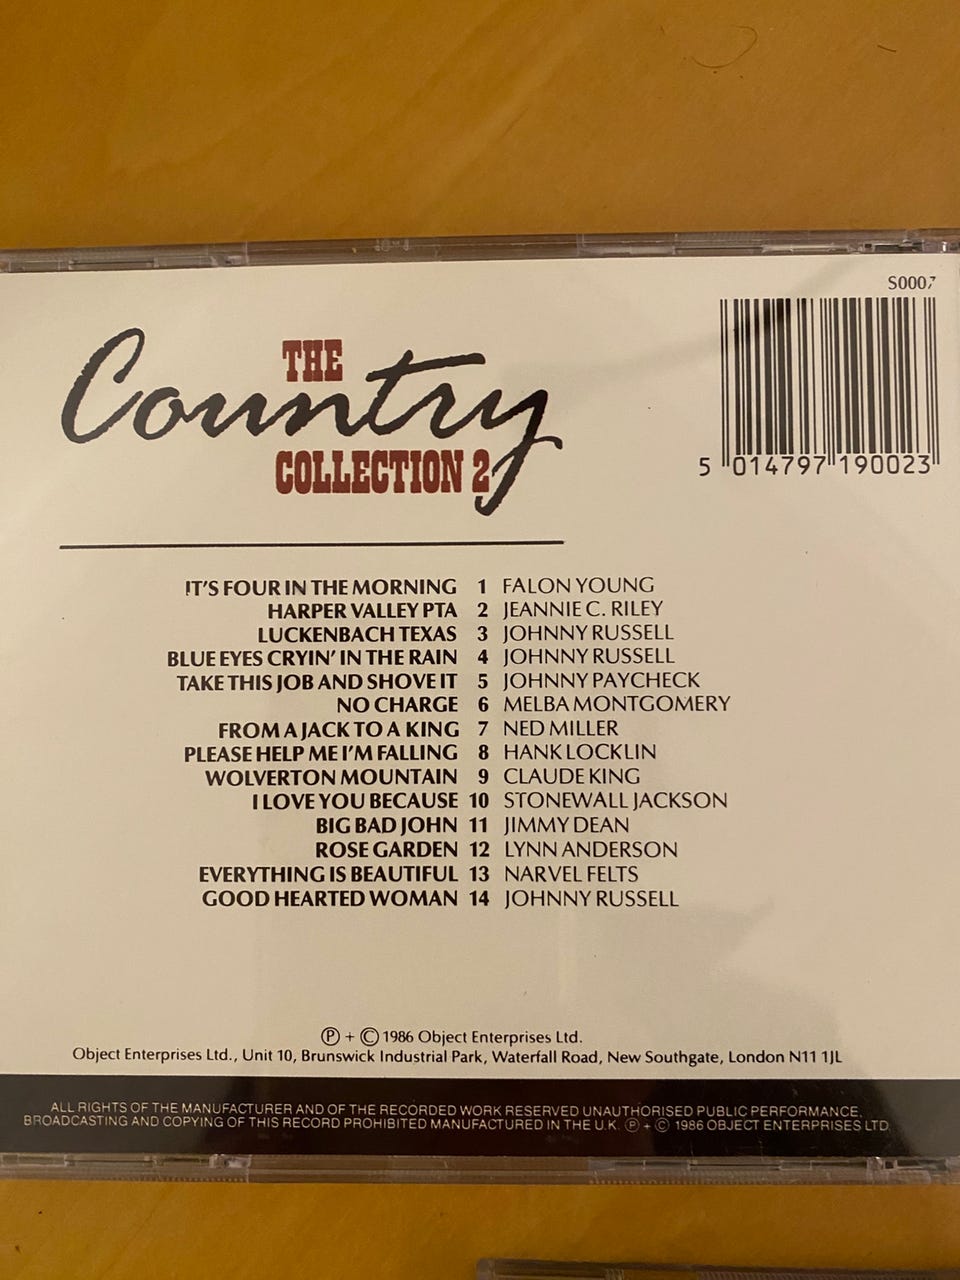 S0007
THE
Country
COLLECTION 2
5 014797 190023
IT'S FOUR IN THE MORNING 1 FALON YOUNG
HARPER VALLEY PTA 2 JEANNIE C. RILEY
LUCKENBACH TEXAS 3 JOHNNY RUSSELL
BLUE EYES CRYIN' IN THE RAIN 4 JOHNNY RUSSELL
TAKE THIS JOB AND SHOVE IT 5 JOHNNY PAYCHECK
NO CHARGE 6 MELBA MONTGOMERY
FROM A JACK TO A KING 7 NED MILLER
PLEASE HELP ME I'M FALLING 8 HANK LOCKLIN
WOLVERTON MOUNTAIN 9 CLAUDE KING
I LOVE YOU BECAUSE 10 STONEWALL JACKSON
BIG BAD JOHN 11 JIMMY DEAN
ROSE GARDEN 12 LYNN ANDERSON
EVERYTHING IS BEAUTIFUL 13 NARVEL FELTS
GOOD HEARTED WOMAN 14 JOHNNY RUSSELL
Ⓟ + © 1986 Object Enterprises Ltd.
Object Enterprises Ltd., Unit 10, Brunswick Industrial Park, Waterfall Road, New Southgate, London N11 1JL
ALL RIGHTS OF THE MANUFACTURER AND OF THE RECORDED WORK RESERVED UNAUTHORISED PUBLIC PERFORMANCE,
BROADCASTING AND COPYING OF THIS RECORD PROHIBITED MANUFACTURED IN THE U.K. Ⓟ + © 1986 OBJECT ENTERPRISES LTD.